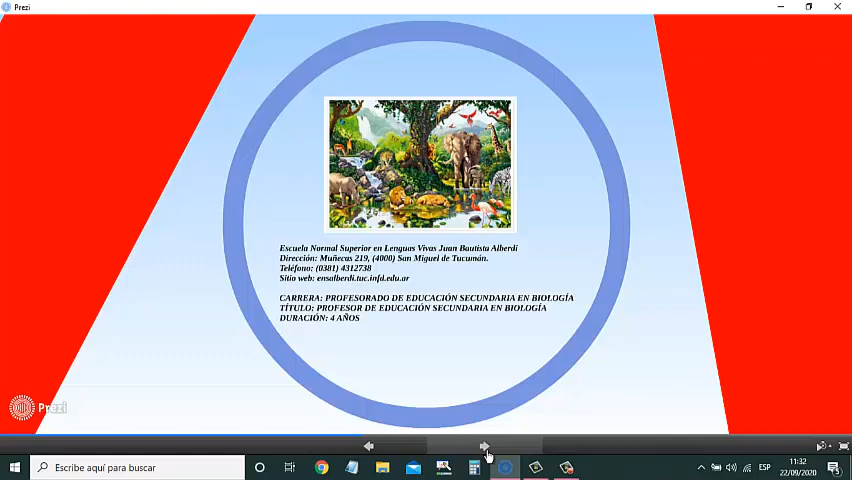 Prezi
Escuela Normal Superior en Lenguas Vivas Juan Bautista Alberdi
Dirección: Muñecas 219, (4000) San Miguel de Tucumán.
Teléfono: (0381) 4312738
Sitio web: ensalberdi.tuc.infd.edu.ar
CARRERA: PROFESORADO DE EDUCACIÓN SECUNDARIA EN BIOLOGÍA
TÍTULO: PROFESOR DE EDUCACIÓN SECUNDARIA EN BIOLOGÍA
DURACIÓN: 4 AÑOS
Prezi
Escribe aquí para buscar
ESP
11:32
22/09/2020